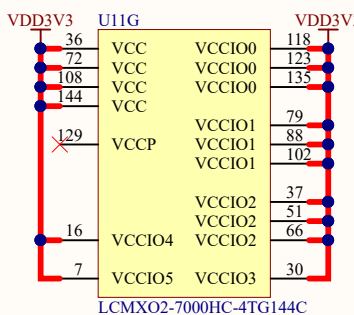 VDD3V3 U11G VDD3V3
36 VCC VCCIO0 118
72 VCC VCCIO0 123
108 VCC VCCIO0 135
144 VCC
VCCIO1 79
129 VCCP VCCIO1 88
VCCIO1 102
VCCIO2 37
VCCIO2 51
16 VCCIO4 VCCIO2 66
7 VCCIO5 VCCIO3 30
LCMXO2-7000HC-4TG144C